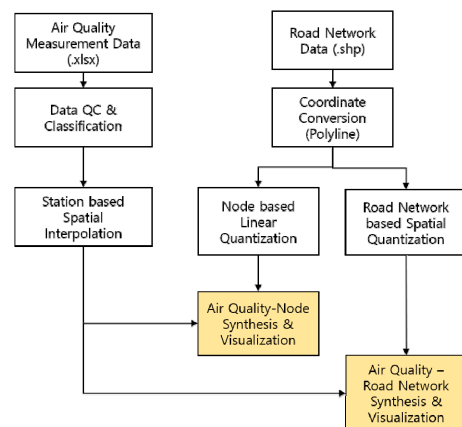 Air Quality
Measurement Data
(.xlsx)
Road Network
Data (.shp)
Data QC &
Classification
Coordinate
Conversion
(Polyline)
Station based
Spatial
Interpolation
Node based
Linear
Quantization
Road Network
based Spatial
Quantization
Air Quality-Node
Synthesis &
Visualization
Air Quality –
Road Network
Synthesis &
Visualization